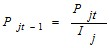 P jt − 1 = P jt / I j